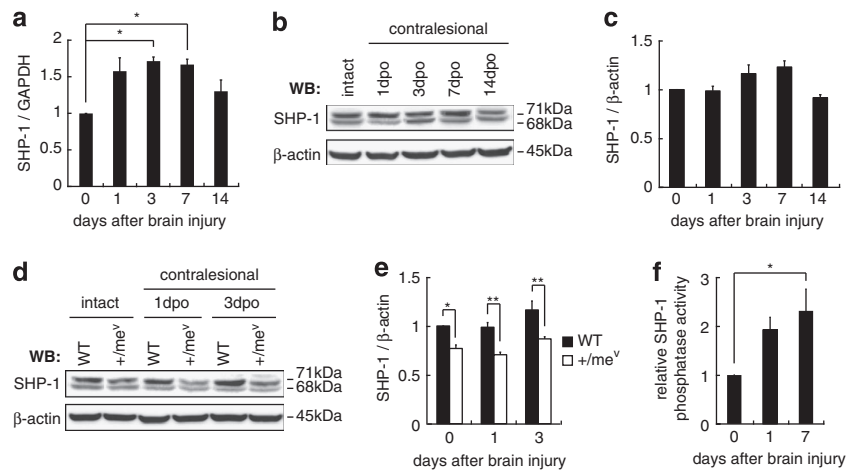 a
*
*
SHP-1 / GAPDH
2
1.5
1
0.5
0
0 1 3 7 14
days after brain injury
b
contralesional
WB: intact 1dpo 3dpo 7dpo 14dpo
SHP-1
71kDa
68kDa
β-actin
45kDa
c
SHP-1 / β-actin
1.5
1
0.5
0
0 1 3 7 14
days after brain injury
d
contralesional
intact 1dpo 3dpo
WB: WT +/meᵛ WT +/meᵛ WT +/meᵛ
SHP-1
71kDa
68kDa
β-actin
45kDa
e
SHP-1 / β-actin
1.5
1
0.5
0
* ** **
WT
+/meᵛ
0 1 3
days after brain injury
f
relative SHP-1
phosphatase activity
3
2
1
0
*
0 1 7
days after brain injury